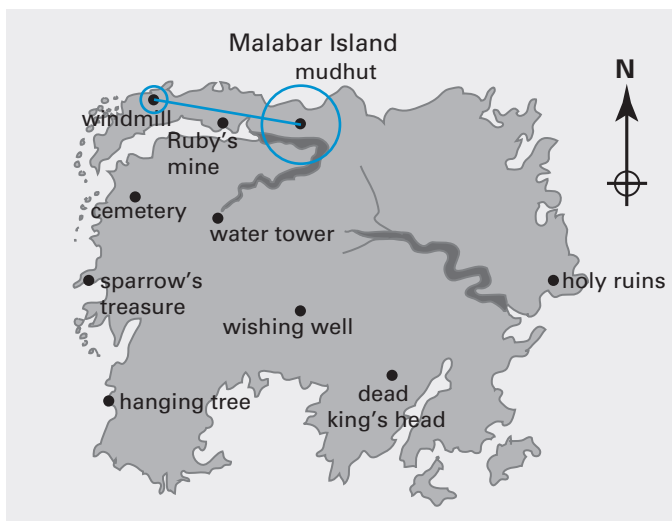 Malabar Island
mudhut
N
windmill
Ruby's
mine
cemetery
water tower
sparrow's
treasure
holy ruins
wishing well
hanging tree
dead
king's head